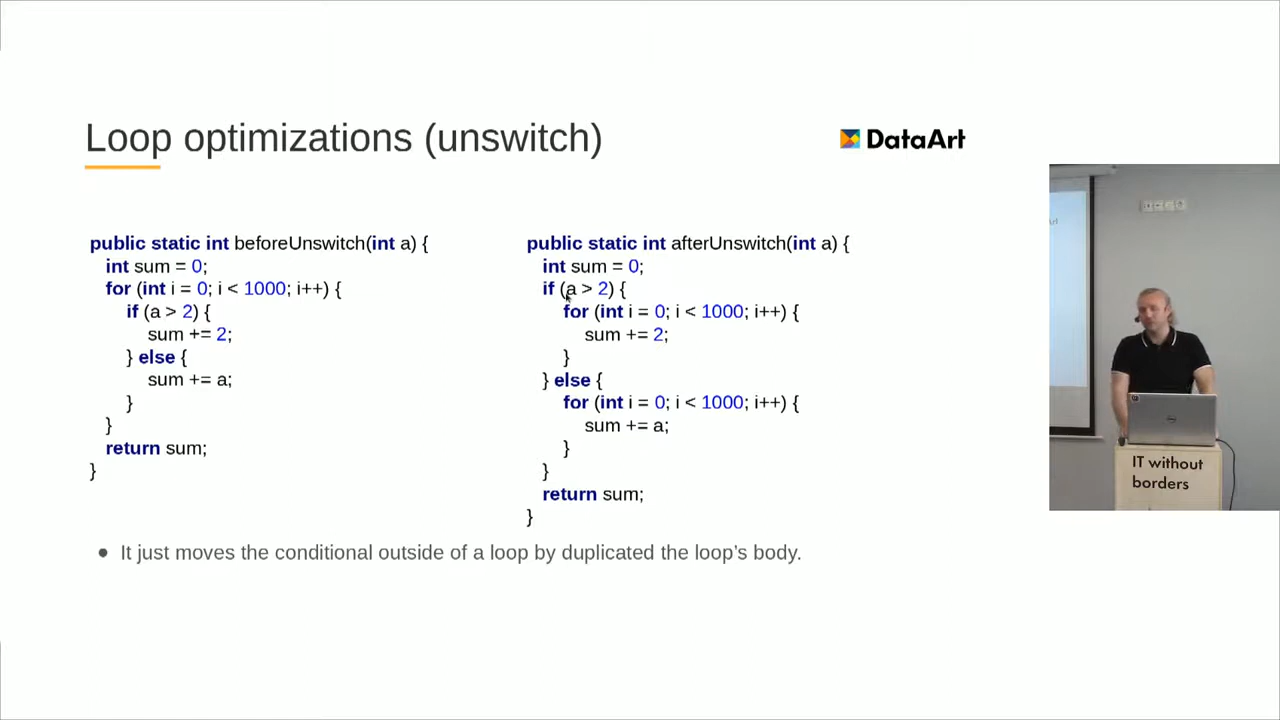 Loop optimizations (unswitch)
DataArt
public static int beforeUnswitch(int a) {
int sum = 0;
for (int i = 0; i < 1000; i++) {
if (a > 2) {
sum += 2;
} else {
sum += a;
}
}
return sum;
}
public static int afterUnswitch(int a) {
int sum = 0;
if (a > 2) {
for (int i = 0; i < 1000; i++) {
sum += 2;
}
} else {
for (int i = 0; i < 1000; i++) {
sum += a;
}
}
return sum;
}
● It just moves the conditional outside of a loop by duplicated the loop's body.
IT without
borders